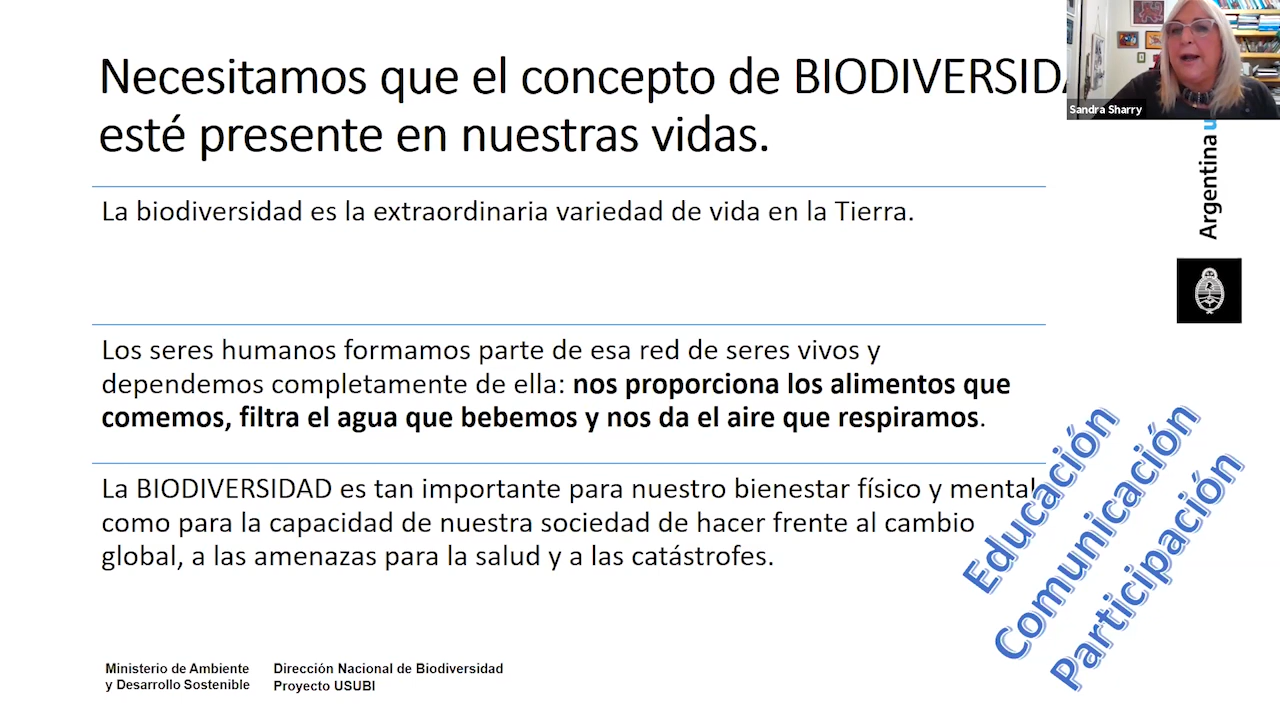 Necesitamos que el concepto de BIODIVERSIDA
esté presente en nuestras vidas.
Sandra Sharry
Argentina u
La biodiversidad es la extraordinaria variedad de vida en la Tierra.
Los seres humanos formamos parte de esa red de seres vivos y
dependemos completamente de ella: nos proporciona los alimentos que
comemos, filtra el agua que bebemos y nos da el aire que respiramos.
La BIODIVERSIDAD es tan importante para nuestro bienestar físico y mental
como para la capacidad de nuestra sociedad de hacer frente al cambio
global, a las amenazas para la salud y a las catástrofes.
Educación
Comunicación
Participación
Ministerio de Ambiente
y Desarrollo Sostenible
Dirección Nacional de Biodiversidad
Proyecto USUBI